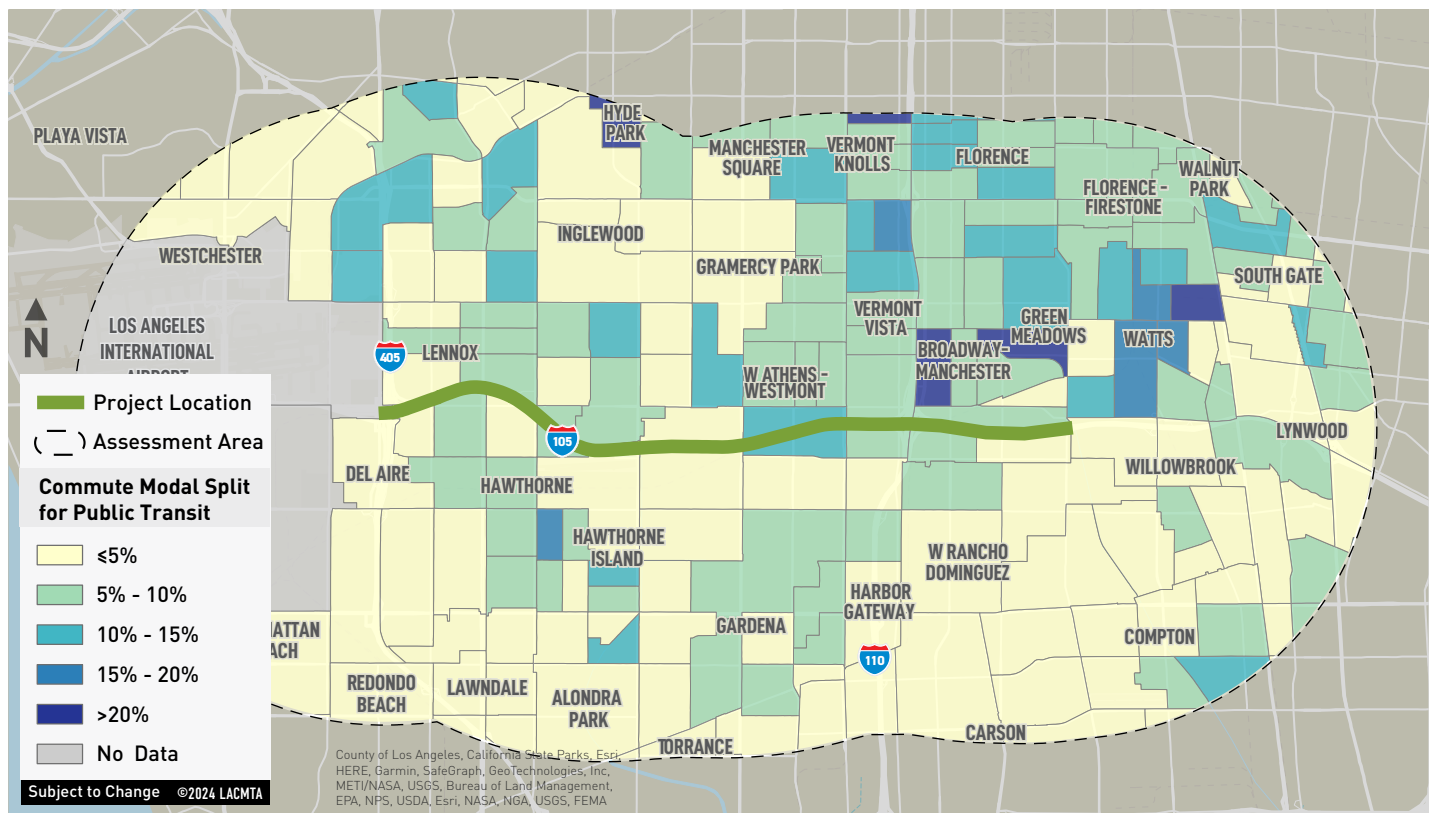 HYDE
PARK
PLAYA VISTA
MANCHESTER
SQUARE
VERMONT
KNOLLS
FLORENCE
WALNUT
PARK
FLORENCE -
FIRESTONE
INGLEWOOD
WESTCHESTER
GRAMERCY PARK
SOUTH GATE
N
LOS ANGELES
INTERNATIONAL
AIRPORT
VERMONT
VISTA
GREEN
MEADOWS
WATTS
405
LENNOX
BROADWAY-
MANCHESTER
W ATHENS -
WESTMONT
105
LYNWOOD
DEL AIRE
HAWTHORNE
WILLOWBROOK
HAWTHORNE
ISLAND
W RANCHO
DOMINGUEZ
HARBOR
GATEWAY
GARDENA
COMPTON
HATTAN
ACH
110
REDONDO
BEACH
LAWNDALE
ALONDRA
PARK
TORRANCE
CARSON
Project Location
Assessment Area
Commute Modal Split
for Public Transit
≤5%
5% - 10%
10% - 15%
15% - 20%
>20%
No Data
Subject to Change ©2024 LACMTA
County of Los Angeles, California State Parks, Esri,
HERE, Garmin, SafeGraph, GeoTechnologies, Inc,
METI/NASA, USGS, Bureau of Land Management,
EPA, NPS, USDA, Esri, NASA, NGA, USGS, FEMA